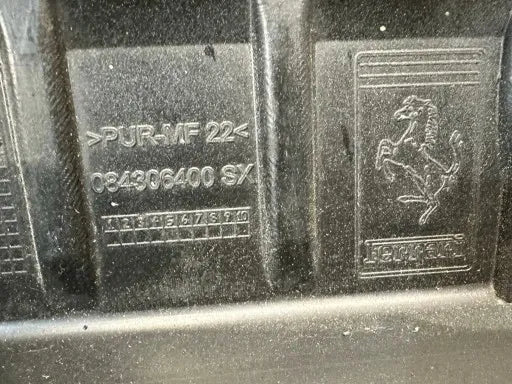 >PUR-MF 22<
084306400 SX
1 2 3 4 5 6 7 8 9 10
Ferrari